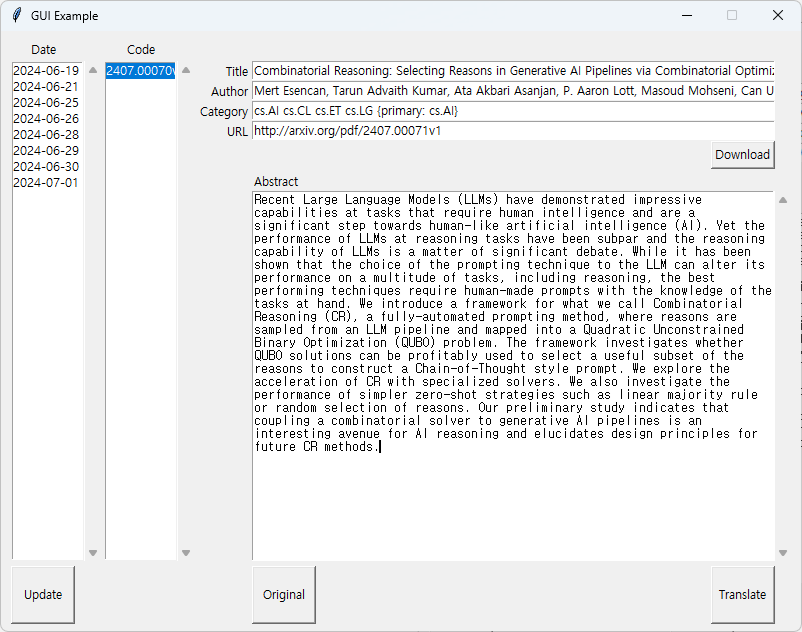 GUI Example
Date
Code
2024-06-19
2024-06-21
2024-06-25
2024-06-26
2024-06-28
2024-06-29
2024-06-30
2024-07-01
2407.00070v
Title
Combinatorial Reasoning: Selecting Reasons in Generative AI Pipelines via Combinatorial Optimiz
Author
Mert Esencan, Tarun Advaith Kumar, Ata Akbari Asanjan, P. Aaron Lott, Masoud Mohseni, Can U
Category
cs.AI cs.CL cs.ET cs.LG {primary: cs.AI}
URL
http://arxiv.org/pdf/2407.00071v1
Download
Abstract
Recent Large Language Models (LLMs) have demonstrated impressive
capabilities at tasks that require human intelligence and are a
significant step towards human-like artificial intelligence (AI). Yet the
performance of LLMs at reasoning tasks have been subpar and the reasoning
capability of LLMs is a matter of significant debate. While it has been
shown that the choice of the prompting technique to the LLM can alter its
performance on a multitude of tasks, including reasoning, the best
performing techniques require human-made prompts with the knowledge of the
tasks at hand. We introduce a framework for what we call Combinatorial
Reasoning (CR), a fully-automated prompting method, where reasons are
sampled from an LLM pipeline and mapped into a Quadratic Unconstrained
Binary Optimization (QUBO) problem. The framework investigates whether
QUBO solutions can be profitably used to select a useful subset of the
reasons to construct a Chain-of-Thought style prompt. We explore the
acceleration of CR with specialized solvers. We also investigate the
performance of simpler zero-shot strategies such as linear majority rule
or random selection of reasons. Our preliminary study indicates that
coupling a combinatorial solver to generative AI pipelines is an
interesting avenue for AI reasoning and elucidates design principles for
future CR methods.
Update
Original
Translate